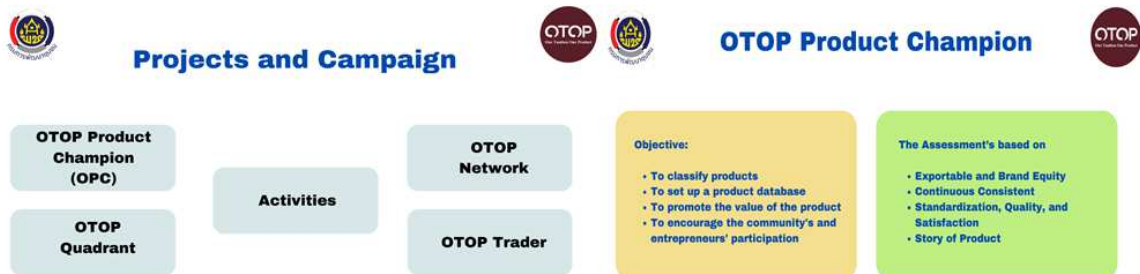 Projects and Campaign
OTOP
OTOP Product
Champion
(OPC)
OTOP
Quadrant
Activities
OTOP
Network
OTOP Trader
OTOP Product Champion
OTOP
Objective:
• To classify products
• To set up a product database
• To promote the value of the product
• To encourage the community's and
entrepreneurs' participation
The Assessment's based on
• Exportable and Brand Equity
• Continuous Consistent
• Standardization, Quality, and
Satisfaction
• Story of Product